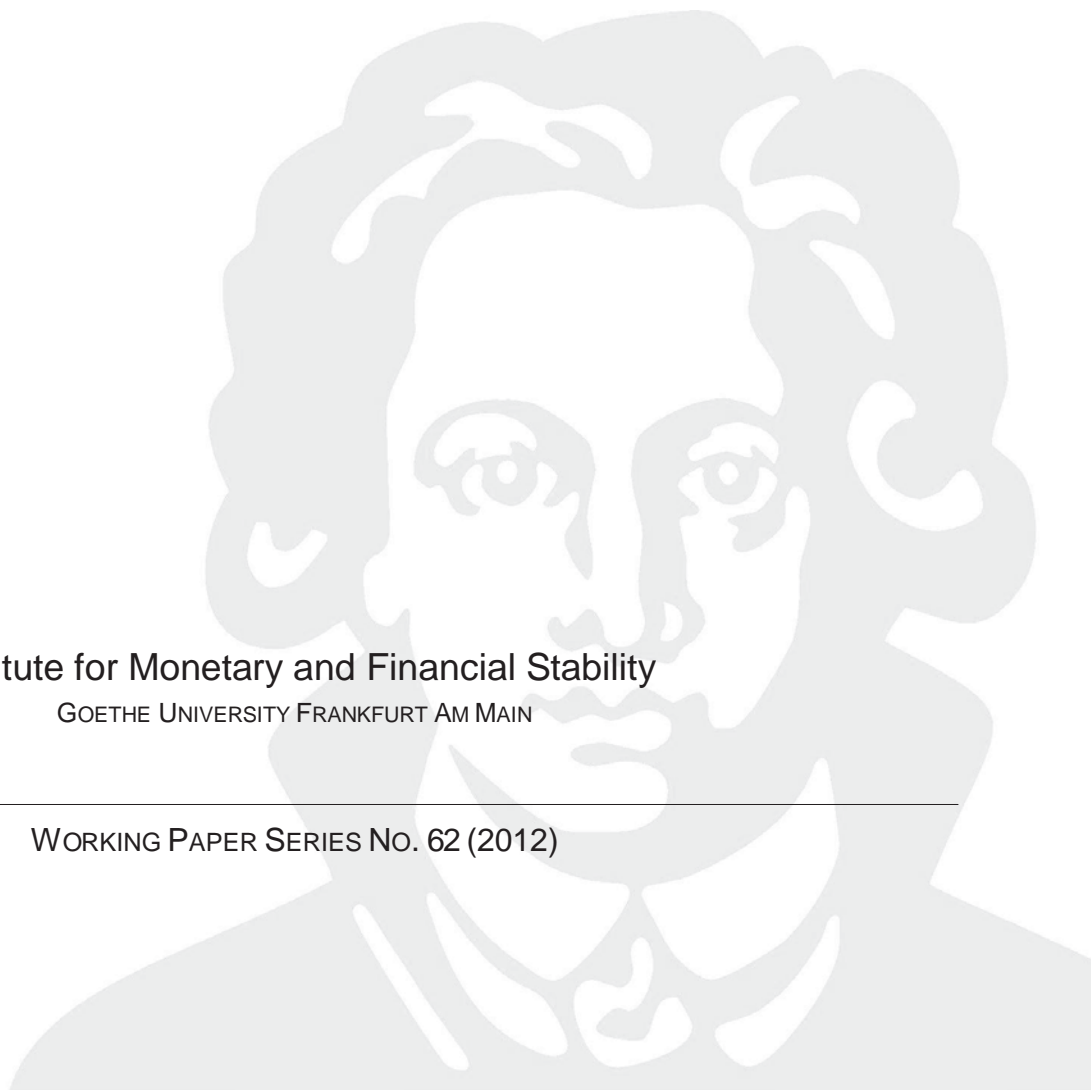 tute for Monetary and Financial Stability
GOETHE UNIVERSITY FRANKFURT AM MAIN
WORKING PAPER SERIES NO. 62 (2012)